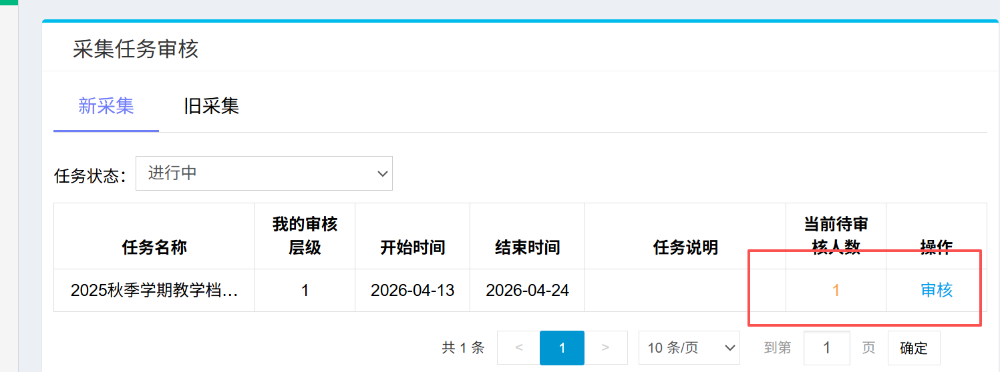 采集任务审核
新采集 旧采集
任务状态： 进行中
任务名称 我的审核层级 开始时间 结束时间 任务说明 当前待审核人数 操作
2025秋季学期教学档... 1 2026-04-13 2026-04-24 1 审核
共 1 条 < 1 > 10 条/页 到第 1 页 确定